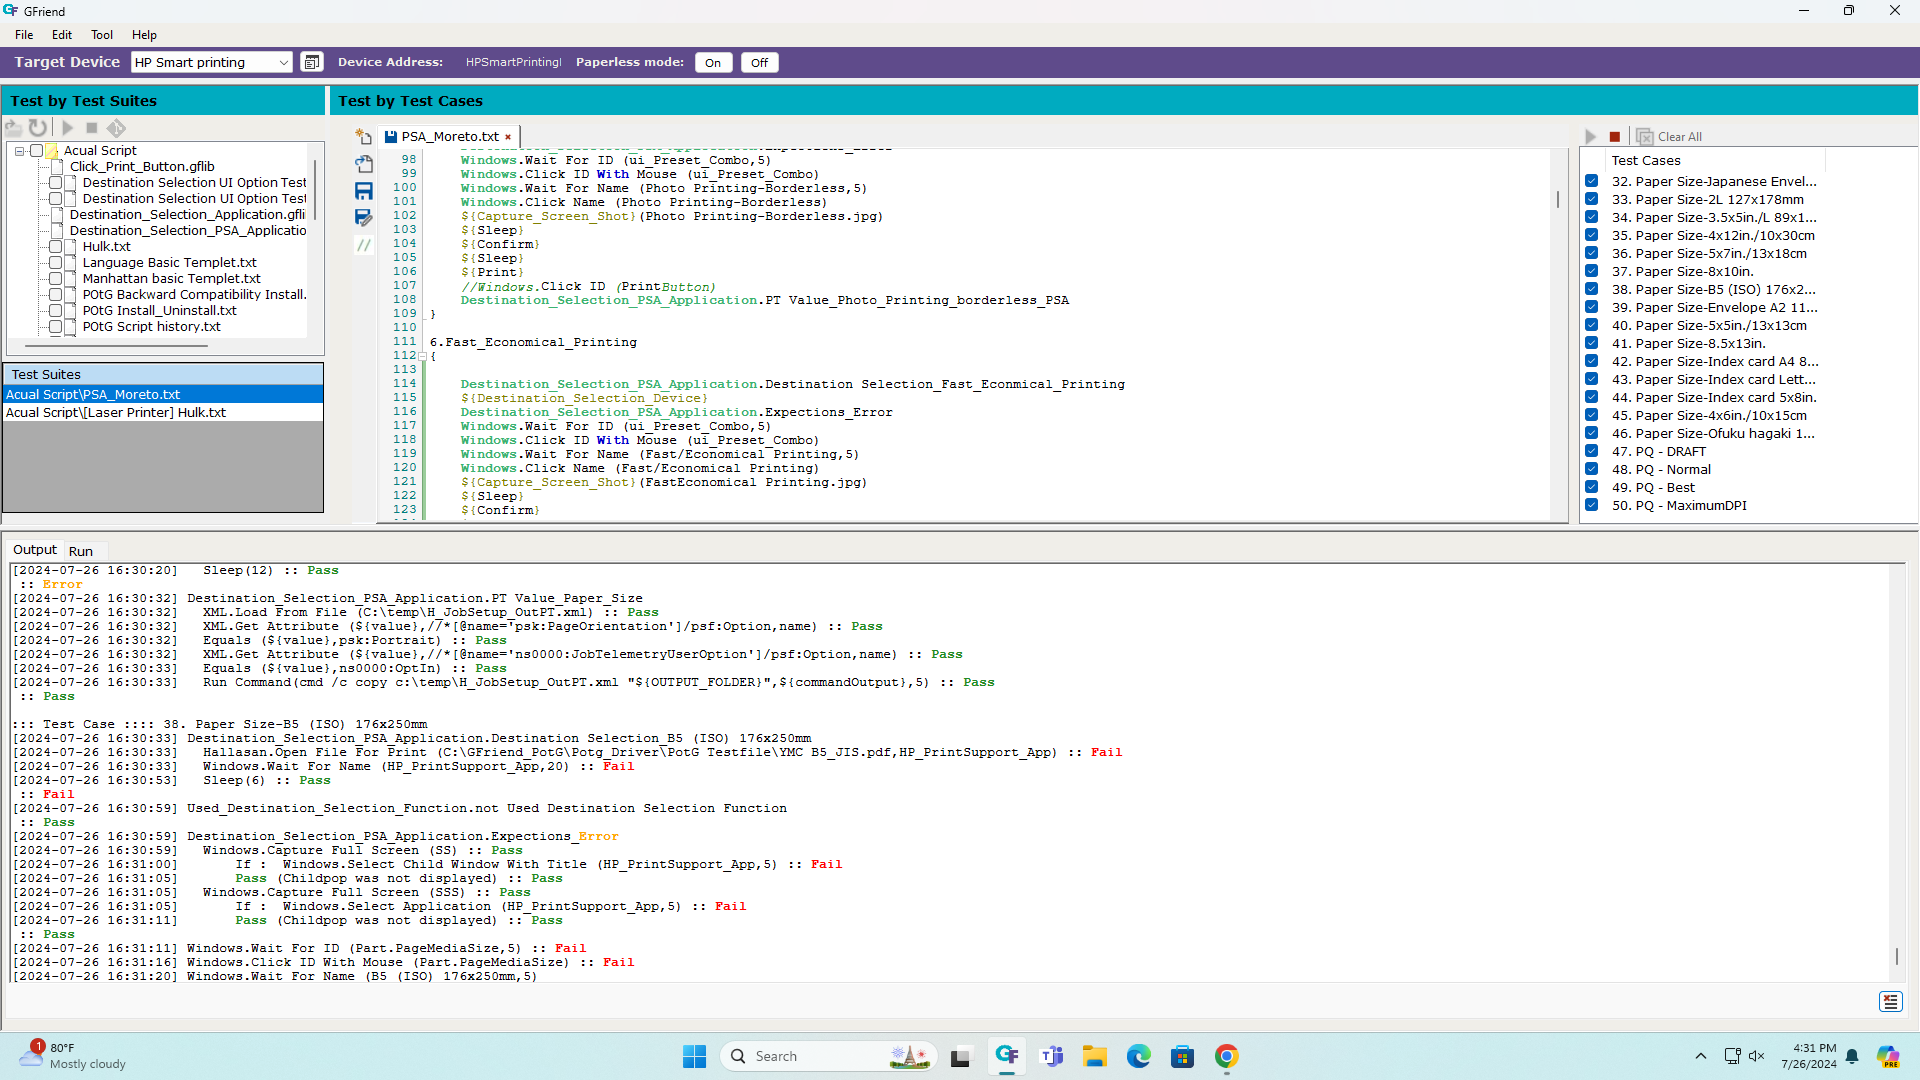 GFriend
File Edit Tool Help
Target Device HP Smart printing Device Address: HPSmartPrintingI Paperless mode: On Off
Test by Test Suites
Acual Script
Click_Print_Button.gflib
Destination Selection UI Option Test
Destination Selection UI Option Test
Destination_Selection_Application.gfli
Destination_Selection_PSA_Applicatio
Hulk.txt
Language Basic Templet.txt
Manhattan basic Templet.txt
POtG Backward Compatibility Install.
POtG Install_Uninstall.txt
POtG Script history.txt
Test Suites
Acual Script\PSA_Moreto.txt
Acual Script\[Laser Printer] Hulk.txt
Test by Test Cases
PSA_Moreto.txt ×
98 Windows.Wait For ID (ui_Preset_Combo,5)
99 Windows.Click ID With Mouse (ui_Preset_Combo)
100 Windows.Wait For Name (Photo Printing-Borderless,5)
101 Windows.Click Name (Photo Printing-Borderless)
102 ${Capture_Screen_Shot}(Photo Printing-Borderless.jpg)
103 ${Sleep}
104 ${Confirm}
105 ${Sleep}
106 ${Print}
107 //Windows.Click ID (PrintButton)
108 Destination_Selection_PSA_Application.PT Value_Photo_Printing_borderless_PSA
109 }
110
111 6.Fast_Economical_Printing
112 {
113
114 Destination_Selection_PSA_Application.Destination Selection_Fast_Econmical_Printing
115 ${Destination_Selection_Device}
116 Destination_Selection_PSA_Application.Expections_Error
117 Windows.Wait For ID (ui_Preset_Combo,5)
118 Windows.Click ID With Mouse (ui_Preset_Combo)
119 Windows.Wait For Name (Fast/Economical Printing,5)
120 Windows.Click Name (Fast/Economical Printing)
121 ${Capture_Screen_Shot}(FastEconomical Printing.jpg)
122 ${Sleep}
123 ${Confirm}
Clear All
Test Cases
32. Paper Size-Japanese Envel...
33. Paper Size-2L 127x178mm
34. Paper Size-3.5x5in./L 89x1...
35. Paper Size-4x12in./10x30cm
36. Paper Size-5x7in./13x18cm
37. Paper Size-8x10in.
38. Paper Size-B5 (ISO) 176x2...
39. Paper Size-Envelope A2 11...
40. Paper Size-5x5in./13x13cm
41. Paper Size-8.5x13in.
42. Paper Size-Index card A4 8...
43. Paper Size-Index card Lett...
44. Paper Size-Index card 5x8in.
45. Paper Size-4x6in./10x15cm
46. Paper Size-Ofuku hagaki 1...
47. PQ - DRAFT
48. PQ - Normal
49. PQ - Best
50. PQ - MaximumDPI
Output Run
[2024-07-26 16:30:20] Sleep(12) :: Pass
:: Error
[2024-07-26 16:30:32] Destination_Selection_PSA_Application.PT Value_Paper_Size
[2024-07-26 16:30:32] XML.Load From File (C:\temp\H_JobSetup_OutPT.xml) :: Pass
[2024-07-26 16:30:32] XML.Get Attribute (${value},//*[@name='psk:PageOrientation']/psf:Option,name) :: Pass
[2024-07-26 16:30:32] Equals (${value},psk:Portrait) :: Pass
[2024-07-26 16:30:32] XML.Get Attribute (${value},//*[@name='ns0000:JobTelemetryUserOption']/psf:Option,name) :: Pass
[2024-07-26 16:30:33] Equals (${value},ns0000:OptIn) :: Pass
[2024-07-26 16:30:33] Run Command(cmd /c copy c:\temp\H_JobSetup_OutPT.xml "${OUTPUT_FOLDER}",${commandOutput},5) :: Pass
:: Pass
::: Test Case :::: 38. Paper Size-B5 (ISO) 176x250mm
[2024-07-26 16:30:33] Destination_Selection_PSA_Application.Destination Selection_B5 (ISO) 176x250mm
[2024-07-26 16:30:33] Hallasan.Open File For Print (C:\GFriend_PotG\Potg_Driver\PotG Testfile\YMC B5_JIS.pdf,HP_PrintSupport_App) :: Fail
[2024-07-26 16:30:33] Windows.Wait For Name (HP_PrintSupport_App,20) :: Fail
[2024-07-26 16:30:53] Sleep(6) :: Pass
:: Fail
[2024-07-26 16:30:59] Used_Destination_Selection_Function.not Used Destination Selection Function
:: Pass
[2024-07-26 16:30:59] Destination_Selection_PSA_Application.Expections_Error
[2024-07-26 16:30:59] Windows.Capture Full Screen (SS) :: Pass
[2024-07-26 16:31:00] If : Windows.Select Child Window With Title (HP_PrintSupport_App,5) :: Fail
[2024-07-26 16:31:05] Pass (Childpop was not displayed) :: Pass
[2024-07-26 16:31:05] Windows.Capture Full Screen (SSS) :: Pass
[2024-07-26 16:31:05] If : Windows.Select Application (HP_PrintSupport_App,5) :: Fail
[2024-07-26 16:31:11] Pass (Childpop was not displayed) :: Pass
:: Pass
[2024-07-26 16:31:11] Windows.Wait For ID (Part.PageMediaSize,5) :: Fail
[2024-07-26 16:31:16] Windows.Click ID With Mouse (Part.PageMediaSize) :: Fail
[2024-07-26 16:31:20] Windows.Wait For Name (B5 (ISO) 176x250mm,5)
1
80°F
Mostly cloudy
Search
4:31 PM
7/26/2024
PRE